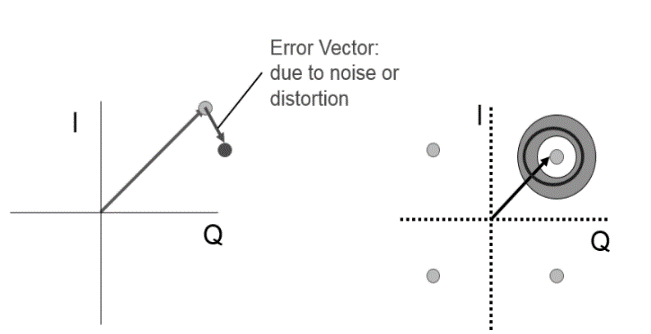 Error Vector:
due to noise or
distortion
I
Q
I
Q